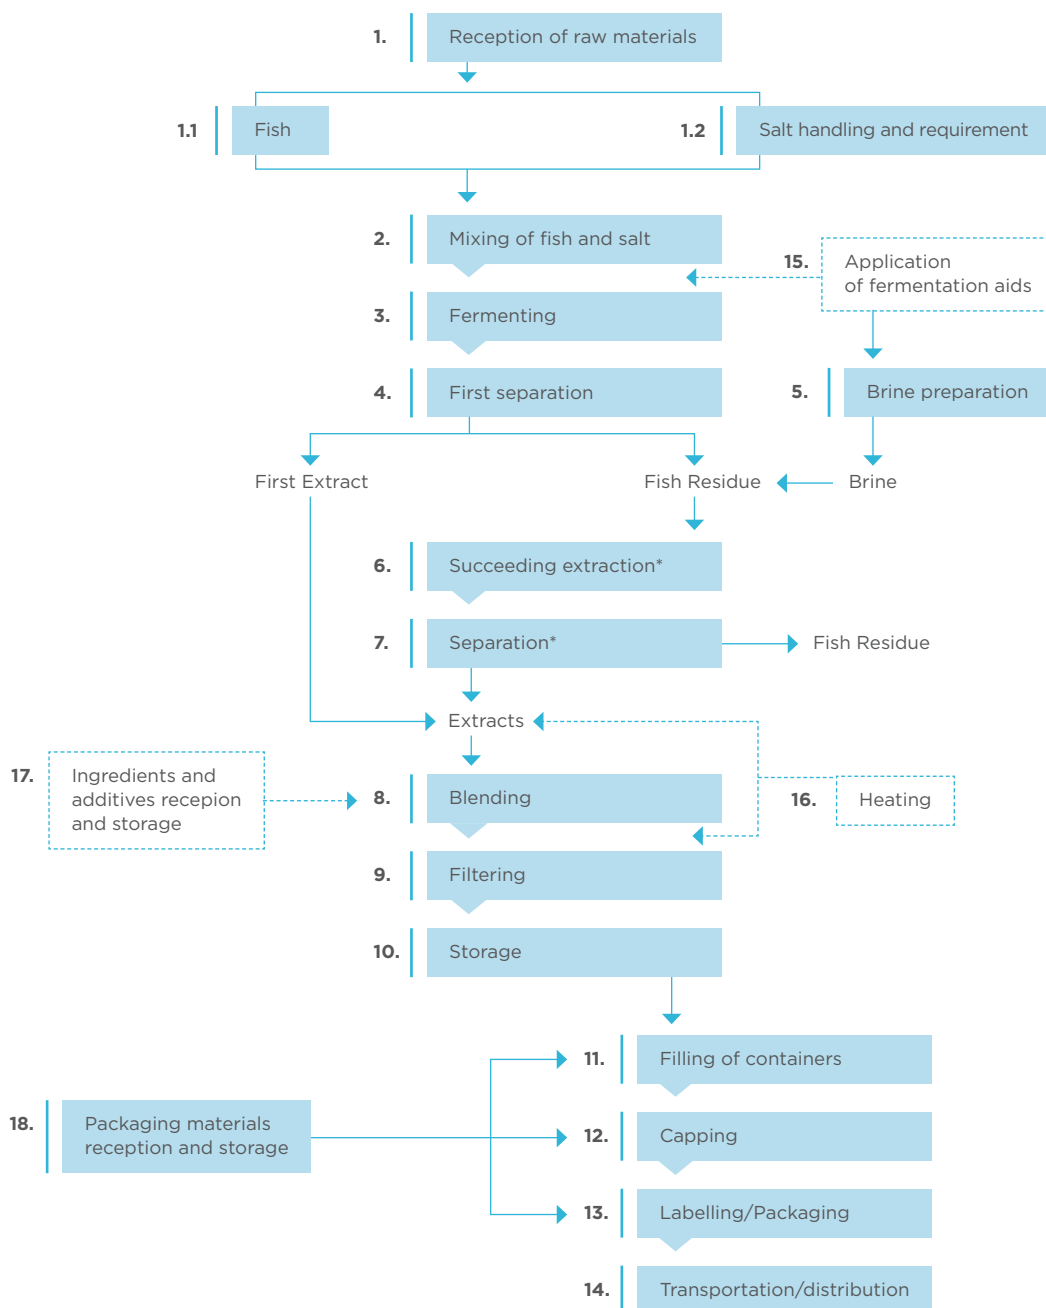 1. Reception of raw materials
1.1 Fish
1.2 Salt handling and requirement
2. Mixing of fish and salt
15. Application
of fermentation aids
3. Fermenting
4. First separation
5. Brine preparation
First Extract
Fish Residue
Brine
6. Succeeding extraction*
7. Separation*
Fish Residue
Extracts
17. Ingredients and
additives recepion
and storage
8. Blending
16. Heating
9. Filtering
10. Storage
11. Filling of containers
18. Packaging materials
reception and storage
12. Capping
13. Labelling/Packaging
14. Transportation/distribution